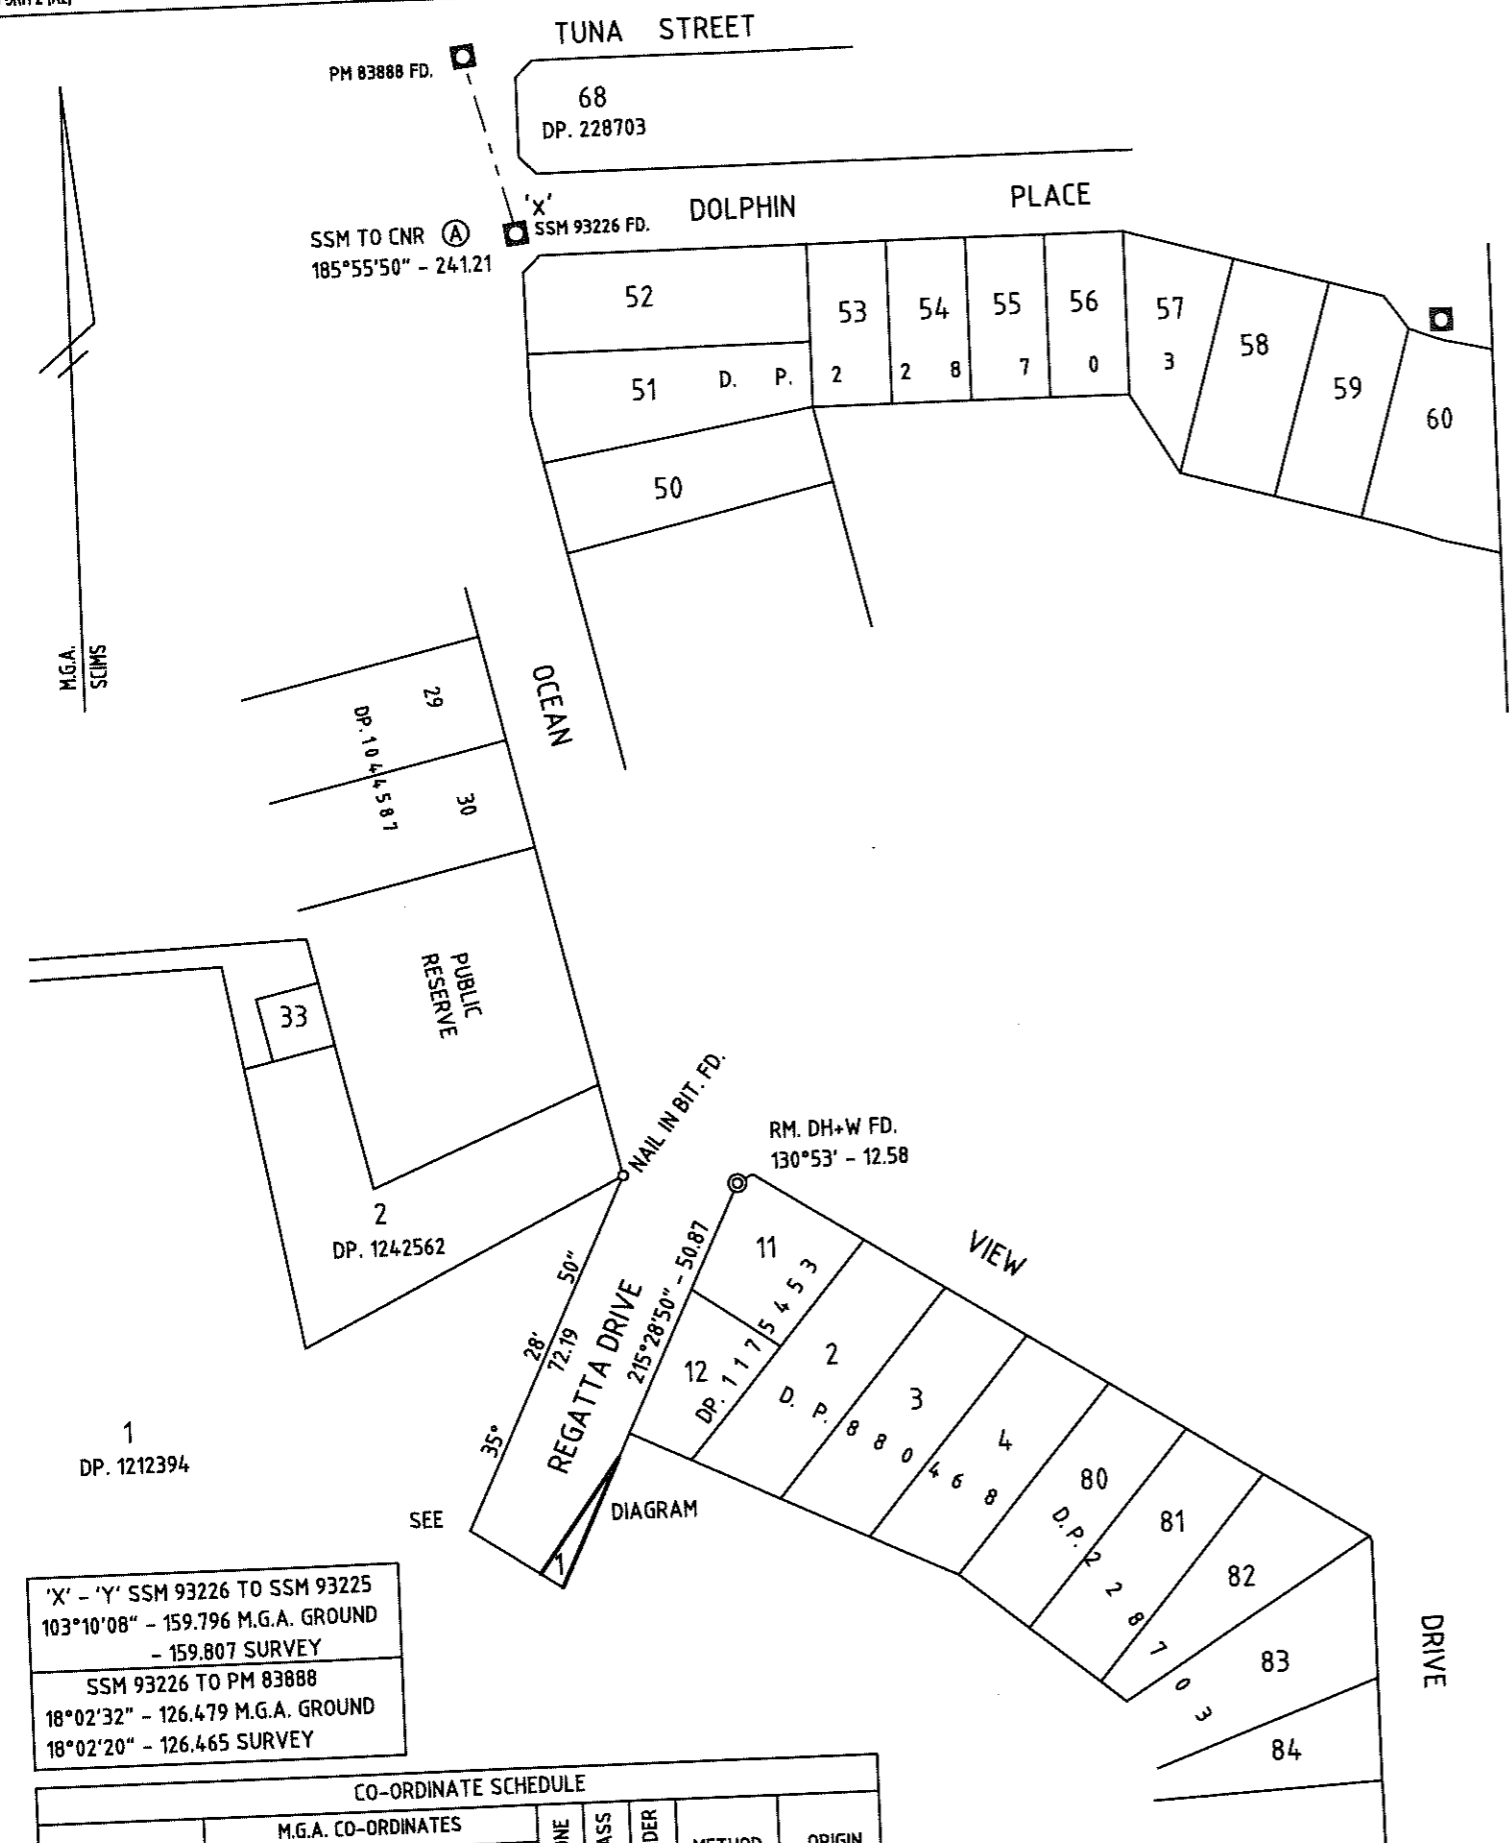 TUNA STREET
PM 83888 FD.
68
DP. 228703
'X'
SSM 93226 FD.
DOLPHIN PLACE
SSM TO CNR Ⓐ
185°55'50" - 241.21
52
53
54
55
56
57
58
59
60
51
D. P. 2 2 8 7 0 3
50
M.G.A.
SCIMS
29
DP. 1044587
30
OCEAN
PUBLIC
RESERVE
33
NAIL IN BIT. FD.
RM. DH+W FD.
130°53' - 12.58
2
DP. 1242562
35° 28' 50"
72.19
REGATTA DRIVE
215°28'50" - 50.87
11
12
DP. 1175453
VIEW
2
3
4
D. P. 880468
80
81
82
D.P. 228703
83
84
DRIVE
1
DP. 1212394
SEE DIAGRAM
1
'X' - 'Y' SSM 93226 TO SSM 93225
103°10'08" - 159.796 M.G.A. GROUND
- 159.807 SURVEY
SSM 93226 TO PM 83888
18°02'32" - 126.479 M.G.A. GROUND
18°02'20" - 126.465 SURVEY
CO-ORDINATE SCHEDULE
M.G.A. CO-ORDINATES
METHOD
ORIGIN